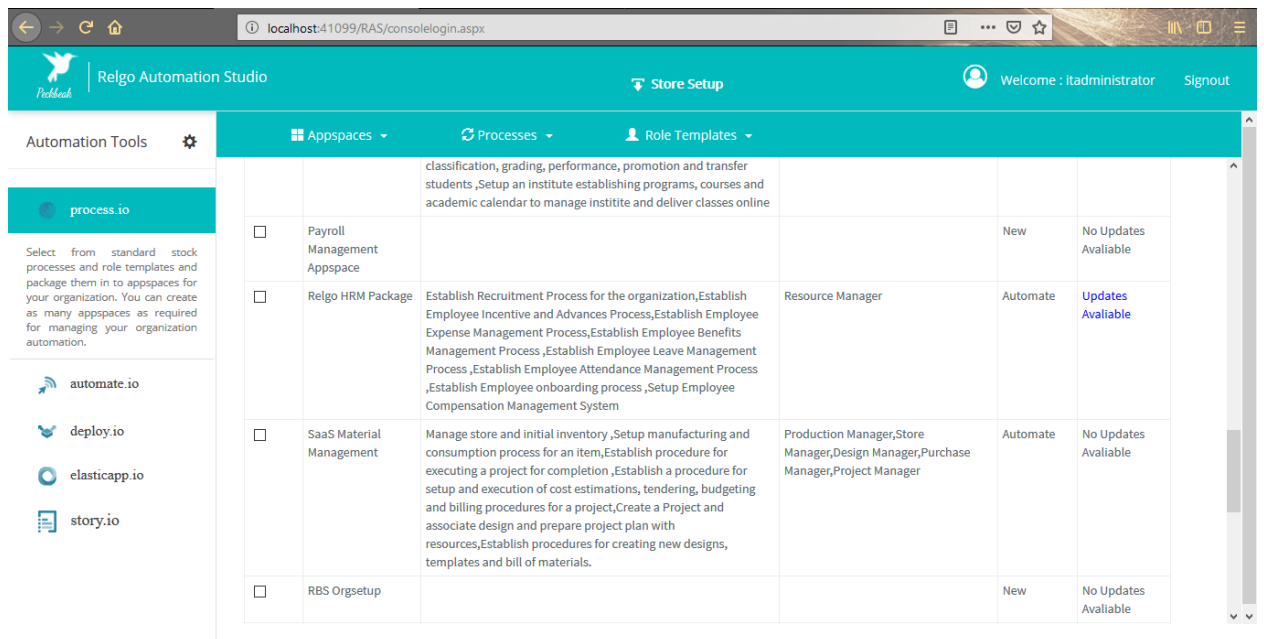 localhost:41099/RAS/consolelogin.aspx
Peckbeak
Relgo Automation Studio
Store Setup
Welcome : itadministrator
Signout
Automation Tools
Appspaces
Processes
Role Templates
process.io
Select from standard stock
processes and role templates and
package them in to appspaces for
your organization. You can create
as many appspaces as required
for managing your organization
automation.
automate.io
deploy.io
elasticapp.io
story.io
classification, grading, performance, promotion and transfer
students ,Setup an institute establishing programs, courses and
academic calendar to manage institite and deliver classes online
Payroll
Management
Appspace
New
No Updates
Avaliable
Relgo HRM Package
Establish Recruitment Process for the organization,Establish
Employee Incentive and Advances Process,Establish Employee
Expense Management Process,Establish Employee Benefits
Management Process ,Establish Employee Leave Management
Process ,Establish Employee Attendance Management Process
,Establish Employee onboarding process ,Setup Employee
Compensation Management System
Resource Manager
Automate
Updates
Avaliable
SaaS Material
Management
Manage store and initial inventory ,Setup manufacturing and
consumption process for an item,Establish procedure for
executing a project for completion ,Establish a procedure for
setup and execution of cost estimations, tendering, budgeting
and billing procedures for a project,Create a Project and
associate design and prepare project plan with
resources,Establish procedures for creating new designs,
templates and bill of materials.
Production Manager,Store
Manager,Design Manager,Purchase
Manager,Project Manager
Automate
No Updates
Avaliable
RBS Orgsetup
New
No Updates
Avaliable